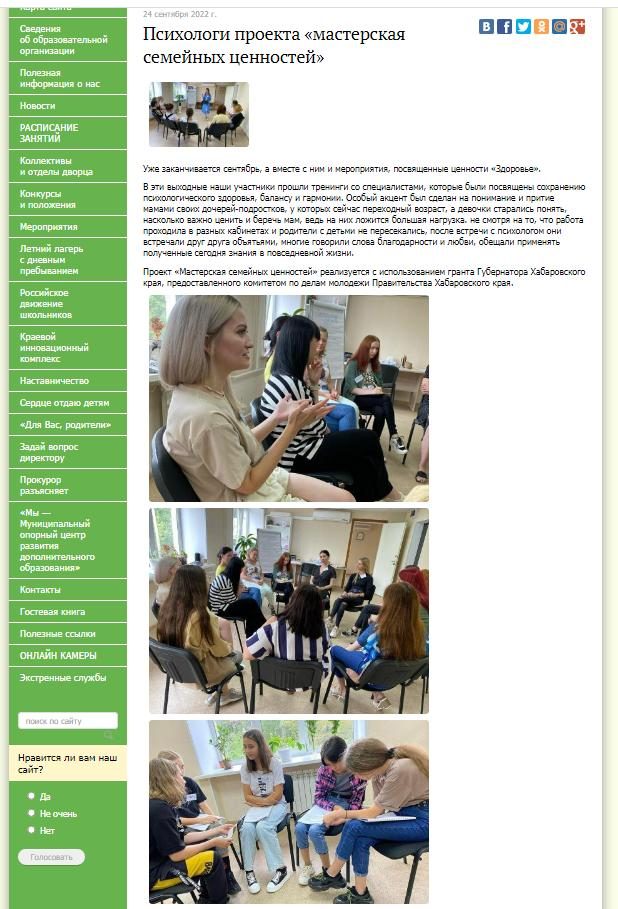 Карта сайта
Сведения
об образовательной
организации
Полезная
информация о нас
Новости
РАСПИСАНИЕ
ЗАНЯТИЙ
Коллективы
и отделы дворца
Конкурсы
и положения
Мероприятия
Летний лагерь
с дневным
пребыванием
Российское
движение
школьников
Краевой
инновационный
комплекс
Наставничество
Сердце отдаю детям
«Для Вас, родители»
Задай вопрос
директору
Прокурор
разъясняет
«Мы —
Муниципальный
опорный центр
развития
дополнительного
образования»
Контакты
Гостевая книга
Полезные ссылки
ОНЛАЙН КАМЕРЫ
Экстренные службы
поиск по сайту
Нравится ли вам наш
сайт?
Да
Не очень
Нет
Голосовать
24 сентября 2022 г.
Психологи проекта «мастерская
семейных ценностей»
Уже заканчивается сентябрь, а вместе с ним и мероприятия, посвященные ценности «Здоровье».
В эти выходные наши участники прошли тренинги со специалистами, которые были посвящены сохранению
психологического здоровья, балансу и гармонии. Особый акцент был сделан на понимание и притие
мамами своих дочерей-подростков, у которых сейчас переходный возраст, а девочки старались понять,
насколько важно ценить и беречь мам, ведь на них ложится большая нагрузка. не смотря на то, что работа
проходила в разных кабинетах и родители с детьми не пересекались, после встречи с психологом они
встречали друг друга объятьями, многие говорили слова благодарности и любви, обещали применять
полученные сегодня знания в повседневной жизни.
Проект «Мастерская семейных ценностей» реализуется с использованием гранта Губернатора Хабаровского
края, предоставленного комитетом по делам молодежи Правительства Хабаровского края.